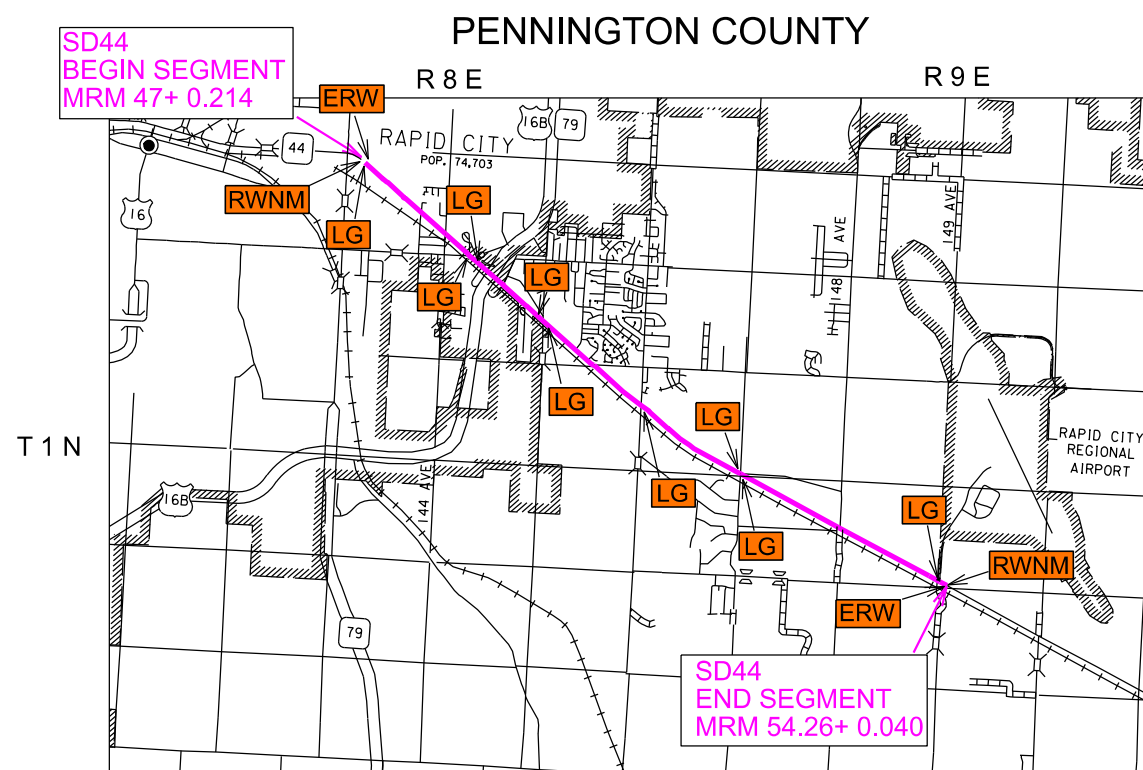 PENNINGTON COUNTY
SD44
BEGIN SEGMENT
MRM 47+ 0.214
R 8 E
R 9 E
ERW
16B
79
44
RAPID CITY
POP. 74,703
RWNM
LG
16
LG
LG
LG
148 AVE
149 AVE
LG
LG
T 1 N
LG
RAPID CITY
REGIONAL
AIRPORT
16B
144 AVE
LG
LG
LG
RWNM
ERW
79
SD44
END SEGMENT
MRM 54.26+ 0.040